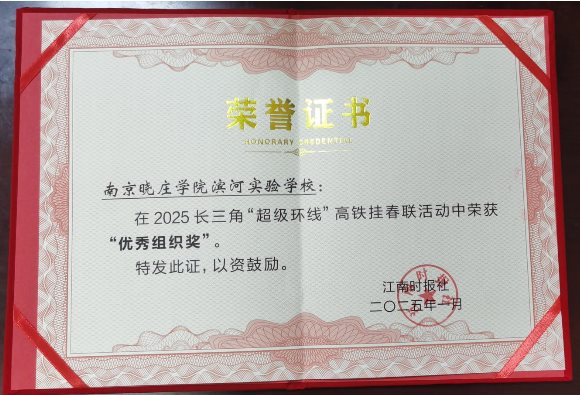 荣誉证书
HONORARY CREDENTIAL
南京晓庄学院滨河实验学校：
在2025长三角“超级环线”高铁挂春联活动中荣获
“优秀组织奖”。
特发此证，以资鼓励。
江南时报社
二〇二五年一月